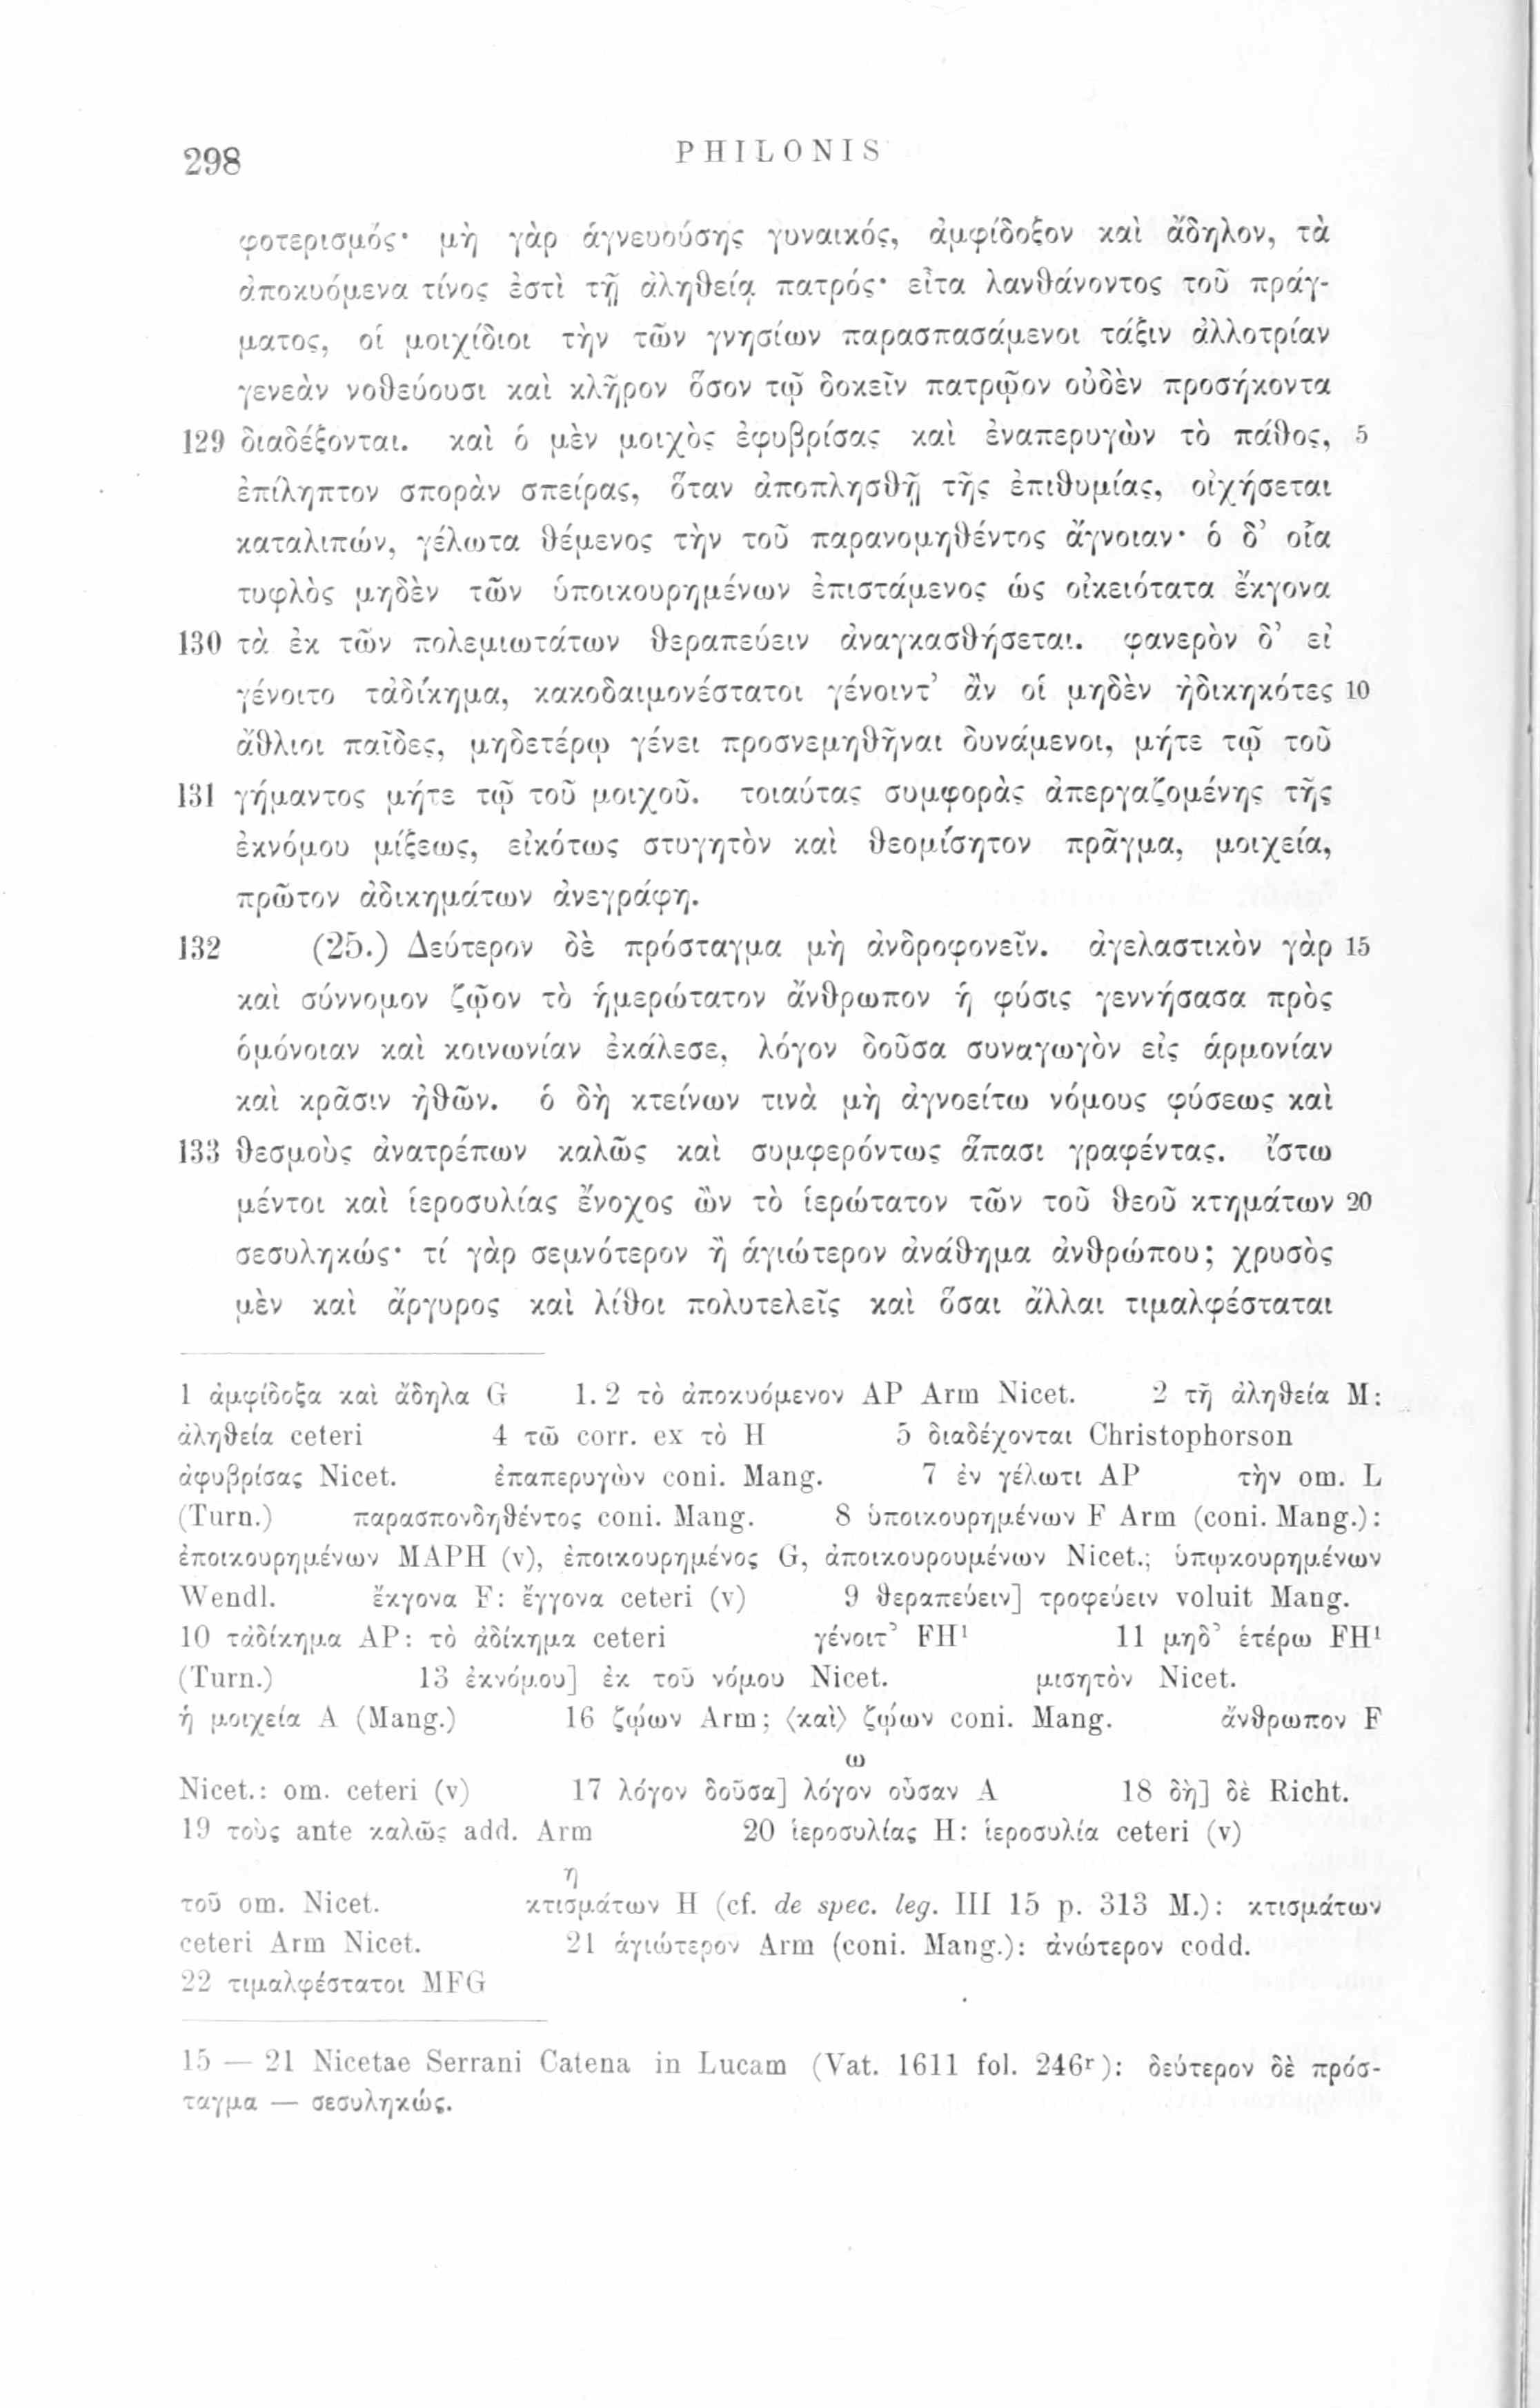 298 PHILONIS
φοτερισμός· μὴ γὰρ ἁγνευούσης γυναικός, ἀμφίδοξον καὶ ἄδηλον, τὰ
ἀποκυόμενα τίνος ἐστὶ τῇ ἀληθείᾳ πατρός· εἶτα λανθάνοντος τοῦ πράγ-
ματος, οἱ μοιχίδιοι τὴν τῶν γνησίων παρασπασάμενοι τάξιν ἀλλοτρίαν
γενεὰν νοθεύουσι καὶ κλῆρον ὅσον τῷ δοκεῖν πατρῷον οὐδὲν προσήκοντα
129 διαδέξονται. καὶ ὁ μὲν μοιχὸς ἐφυβρίσας καὶ ἐναπερυγὼν τὸ πάθος, 5
ἐπίληπτον σπορὰν σπείρας, ὅταν ἀποπλησθῇ τῆς ἐπιθυμίας, οἰχήσεται
καταλιπών, γέλωτα θέμενος τὴν τοῦ παρανομηθέντος ἄγνοιαν· ὁ δ’ οἷα
τυφλὸς μηδὲν τῶν ὑποικουρημένων ἐπιστάμενος ὡς οἰκειότατα ἔκγονα
130 τὰ ἐκ τῶν πολεμιωτάτων θεραπεύειν ἀναγκασθήσεται. φανερὸν δ’ εἰ
γένοιτο τἀδίκημα, κακοδαιμονέστατοι γένοιντ’ ἂν οἱ μηδὲν ἠδικηκότες 10
ἄθλιοι παῖδες, μηδετέρῳ γένει προσνεμηθῆναι δυνάμενοι, μήτε τῷ τοῦ
131 γήμαντος μήτε τῷ τοῦ μοιχοῦ. τοιαύτας συμφορὰς ἀπεργαζομένης τῆς
ἐκνόμου μίξεως, εἰκότως στυγητὸν καὶ θεομίσητον πρᾶγμα, μοιχεία,
πρῶτον ἀδικημάτων ἀνεγράφη.
132 (25.) Δεύτερον δὲ πρόσταγμα μὴ ἀνδροφονεῖν. ἀγελαστικὸν γὰρ 15
καὶ σύννομον ζῷον τὸ ἡμερώτατον ἄνθρωπον ἡ φύσις γεννήσασα πρὸς
ὁμόνοιαν καὶ κοινωνίαν ἐκάλεσε, λόγον δοῦσα συναγωγὸν εἰς ἁρμονίαν
καὶ κρᾶσιν ἠθῶν. ὁ δὴ κτείνων τινὰ μὴ ἀγνοείτω νόμους φύσεως καὶ
133 θεσμοὺς ἀνατρέπων καλῶς καὶ συμφερόντως ἅπασι γραφέντας. ἴστω
μέντοι καὶ ἱεροσυλίας ἔνοχος ὢν τὸ ἱερώτατον τῶν τοῦ θεοῦ κτημάτων 20
σεσυληκώς· τί γὰρ σεμνότερον ἢ ἁγιώτερον ἀνάθημα ἀνθρώπου; χρυσὸς
μὲν καὶ ἄργυρος καὶ λίθοι πολυτελεῖς καὶ ὅσαι ἄλλαι τιμαλφέσταται
1 ἀμφίδοξα καὶ ἄδηλα G 1. 2 τὸ ἀποκυόμενον AP Arm Nicet. 2 τῇ ἀληθεία M:
ἀληθεία ceteri 4 τῶ corr. ex τὸ H 5 διαδέχονται Christophorson
ἀφυβρίσας Nicet. ἐπαπερυγὼν coni. Mang. 7 ἐν γέλωτι AP τὴν om. L
(Turn.) παρασπονδηθέντος coni. Mang. 8 ὑποικουρημένων F Arm (coni. Mang.):
ἐποικουρημένων MAPH (v), ἐποικουρημένος G, ἀποικουρουμένων Nicet.; ὑπῳκουρημένων
Wendl. ἔκγονα F: ἔγγονα ceteri (v) 9 θεραπεύειν] τροφεύειν voluit Mang.
10 τἀδίκημα AP: τὸ ἀδίκημα ceteri γένοιτ’ FH¹ 11 μηδ’ ἑτέρω FH¹
(Turn.) 13 ἐκνόμου] ἐκ τοῦ νόμου Nicet. μισητὸν Nicet.
ἡ μοιχεία A (Mang.) 16 ζῴων Arm; ⟨καὶ⟩ ζῴων coni. Mang. ἄνθρωπον F
ω
Nicet.: om. ceteri (v) 17 λόγον δοῦσα] λόγον οὖσαν A 18 δὴ] δὲ Richt.
19 τοὺς ante καλῶς add. Arm 20 ἱεροσυλίας H: ἱεροσυλία ceteri (v)
η
τοῦ om. Nicet. κτισμάτων H (cf. de spec. leg. III 15 p. 313 M.): κτισμάτων
ceteri Arm Nicet. 21 ἁγιώτερον Arm (coni. Mang.): ἀνώτερον codd.
22 τιμαλφέστατοι MFG
15 — 21 Nicetae Serrani Catena in Lucam (Vat. 1611 fol. 246ʳ): δεύτερον δὲ πρόσ-
ταγμα — σεσυληκώς.